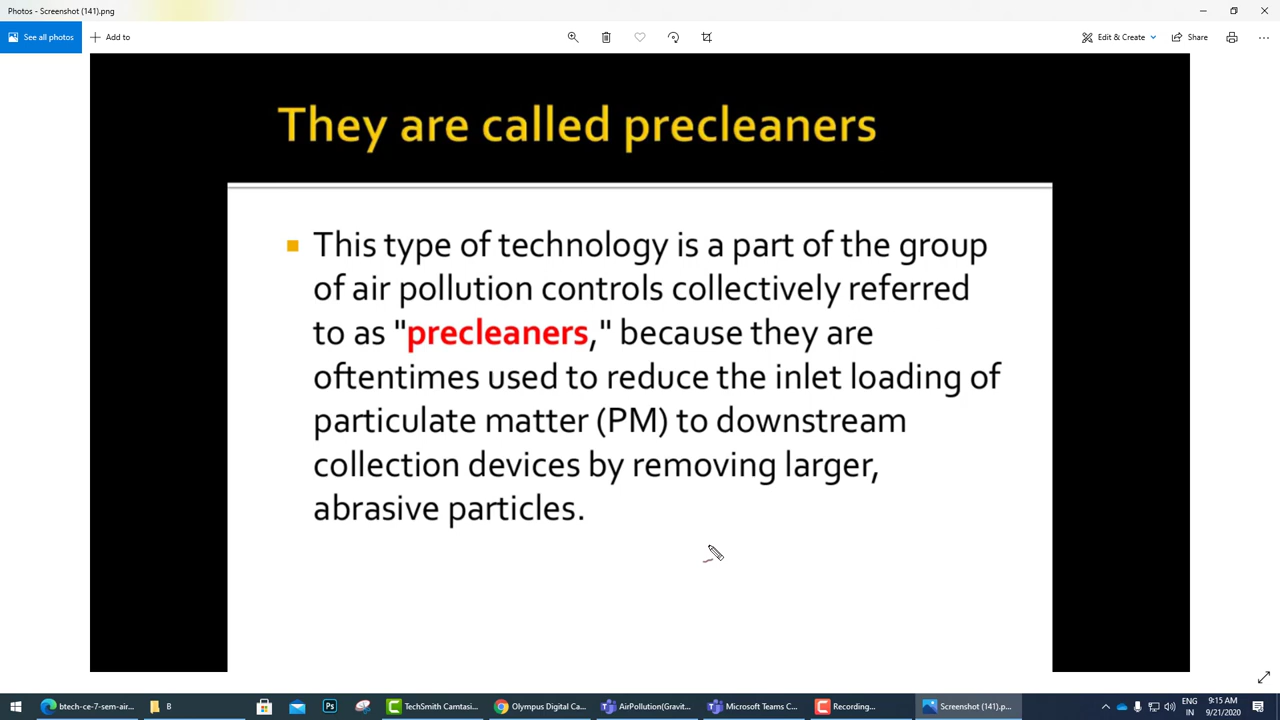 Photos - Screenshot (141).png
See all photos
Add to
Edit & Create
Share
They are called precleaners
This type of technology is a part of the group
of air pollution controls collectively referred
to as "precleaners," because they are
oftentimes used to reduce the inlet loading of
particulate matter (PM) to downstream
collection devices by removing larger,
abrasive particles.
btech-ce-7-sem-air...
B
Ps
TechSmith Camtasi...
Olympus Digital Ca...
AirPollution(Gravit...
Microsoft Teams C...
Recording...
Screenshot (141).p...
ENG
IN
9:15 AM
9/21/2020